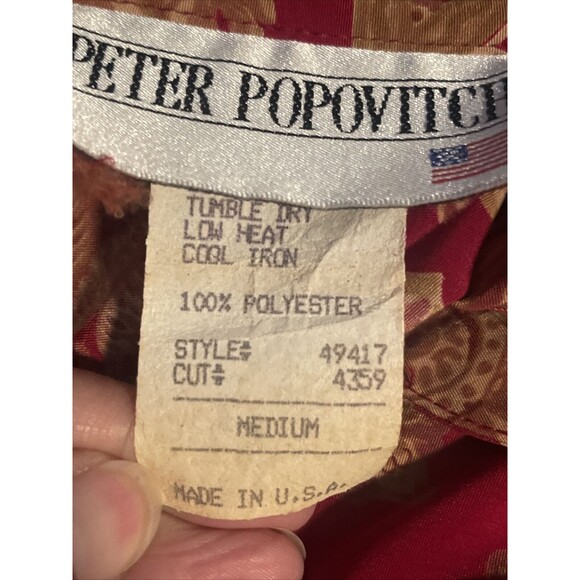 PETER POPOVITCH
TUMBLE DRY
LOW HEAT
COOL IRON
100% POLYESTER
STYLE# 49417
CUT# 4359
MEDIUM
MADE IN U.S.A.